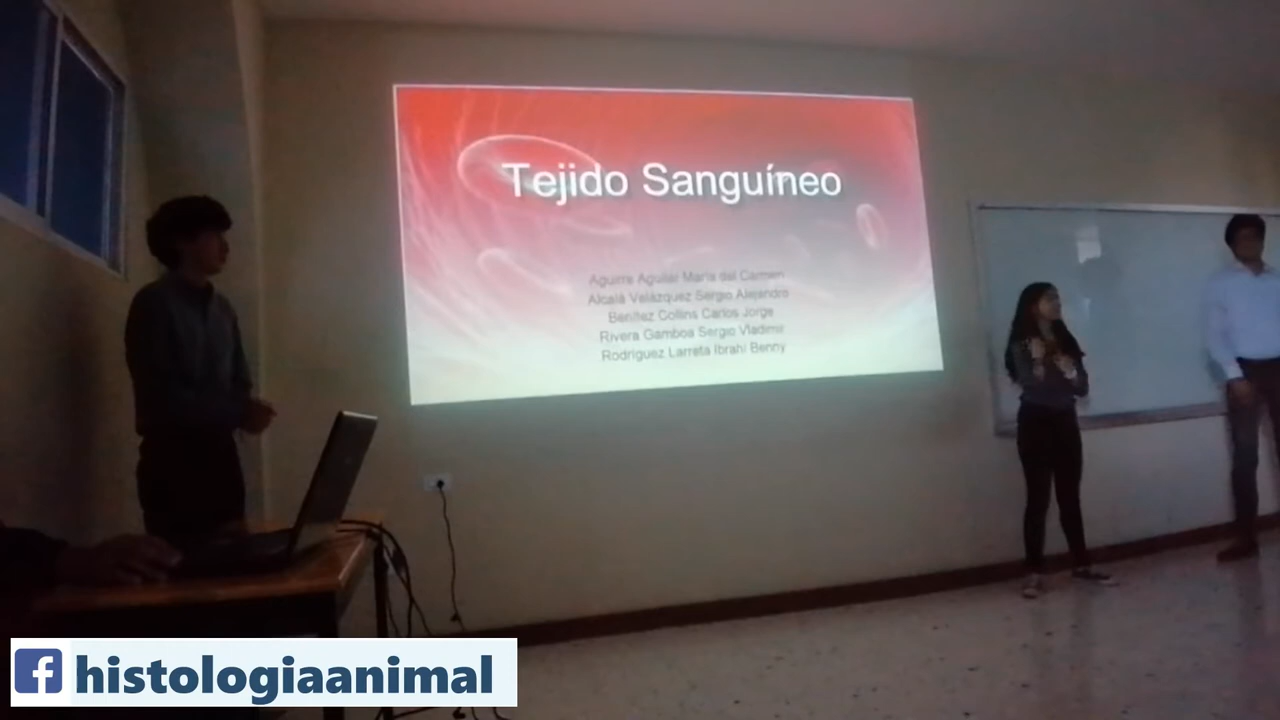 Tejido Sanguíneo
Aguirre Aguilar María del Carmen
Alcalá Velázquez Sergio Alejandro
Benítez Collins Carlos Jorge
Rivera Gamboa Sergio Vladimir
Rodríguez Larreta Ibrahí Benny
histologiaanimal